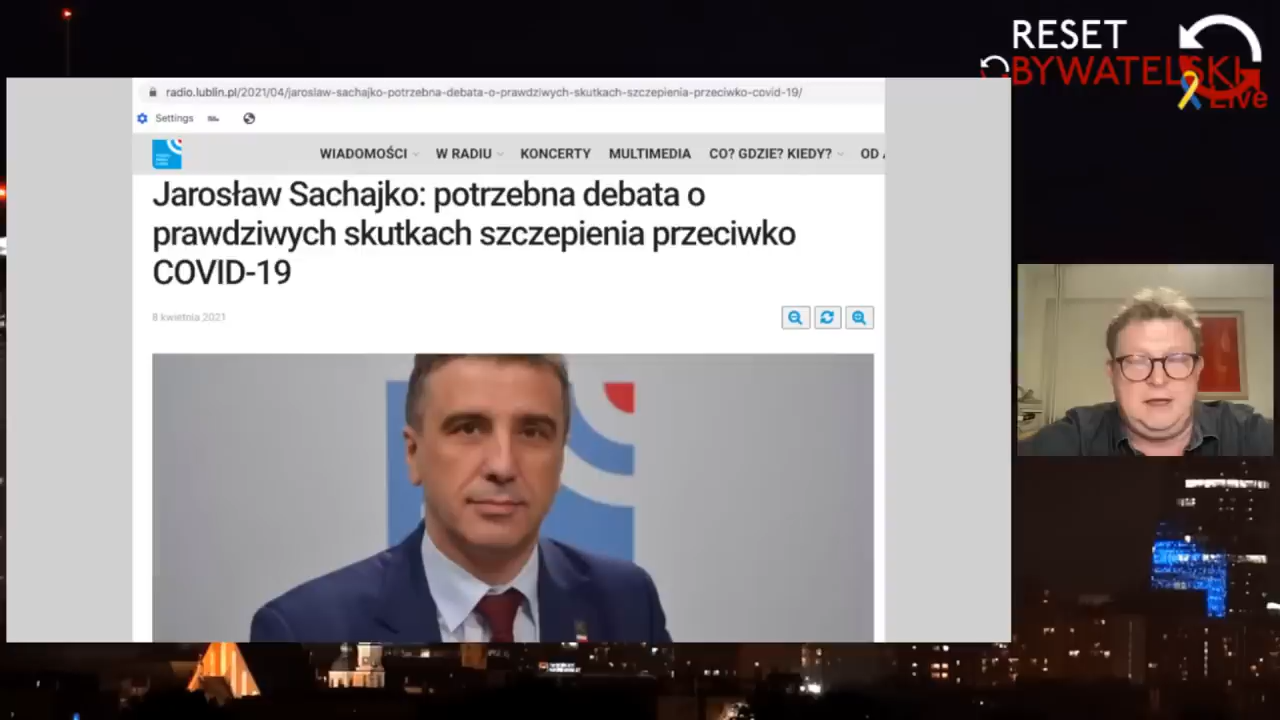 RESET
OBYWATELSKI
Live
radio.lublin.pl/2021/04/jaroslaw-sachajko-potrzebna-debata-o-prawdziwych-skutkach-szczepienia-przeciwko-covid-19/
Settings
WIADOMOŚCI W RADIU KONCERTY MULTIMEDIA CO? GDZIE? KIEDY? OD
Jarosław Sachajko: potrzebna debata o
prawdziwych skutkach szczepienia przeciwko
COVID-19
8 kwietnia 2021